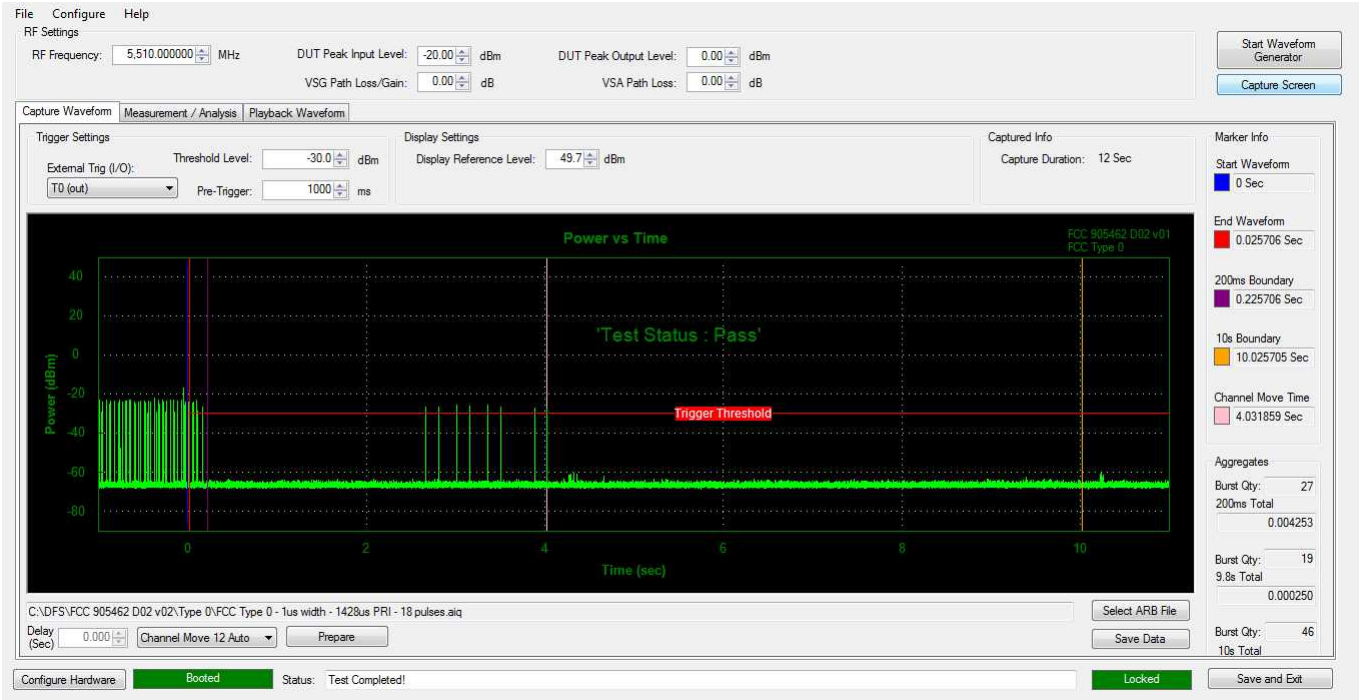 File Configure Help
RF Settings
RF Frequency: 5,510.000000 MHz DUT Peak Input Level: -20.00 dBm DUT Peak Output Level: 0.00 dBm
VSG Path Loss/Gain: 0.00 dB VSA Path Loss: 0.00 dB
Start Waveform
Generator
Capture Screen
Capture Waveform Measurement / Analysis Playback Waveform
Trigger Settings
External Trig (I/O):
T0 (out)
Threshold Level: -30.0 dBm
Pre-Trigger: 1000 ms
Display Settings
Display Reference Level: 49.7 dBm
Captured Info
Capture Duration: 12 Sec
Marker Info
Start Waveform
0 Sec
End Waveform
0.025706 Sec
200ms Boundary
0.225706 Sec
10s Boundary
10.025705 Sec
Channel Move Time
4.031859 Sec
Aggregates
Burst Qty: 27
200ms Total
0.004253
Burst Qty: 19
9.8s Total
0.000250
Burst Qty: 46
10s Total
Power vs Time
FCC 905462 D02 v01
FCC Type 0
'Test Status : Pass'
Trigger Threshold
Power (dBm)
40
20
0
-20
-40
-60
-80
0 2 4 6 8 10
Time (sec)
C:\DFS\FCC 905462 D02 v02\Type 0\FCC Type 0 - 1us width - 1428us PRI - 18 pulses.aiq
Select ARB File
Delay
(Sec) 0.000 Channel Move 12 Auto Prepare
Save Data
Configure Hardware Booted Status: Test Completed! Locked Save and Exit